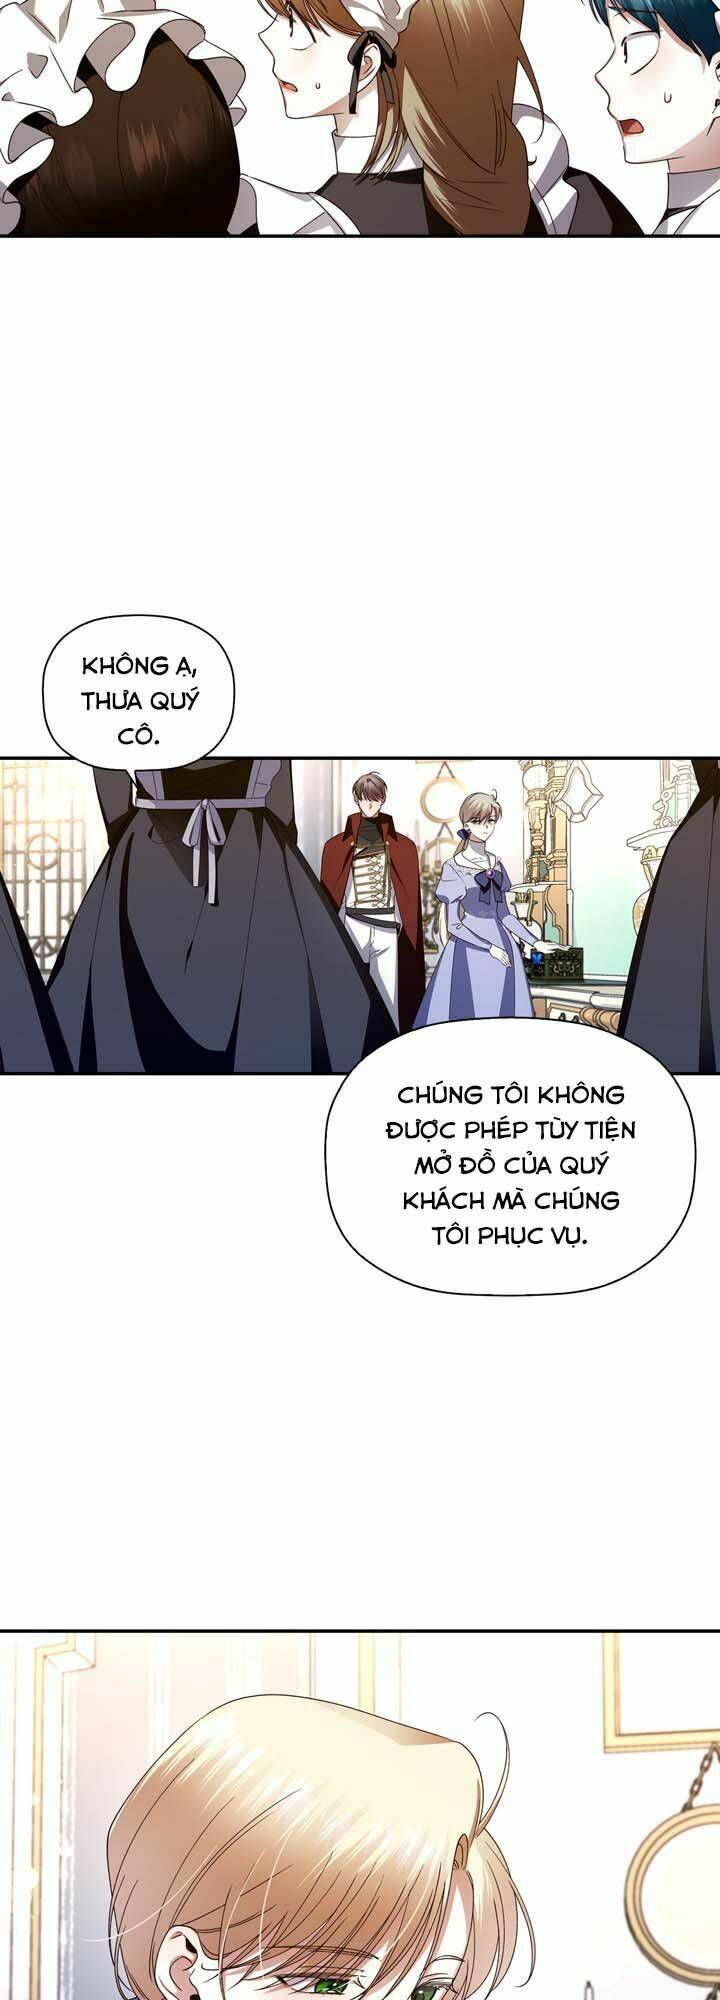 KHÔNG Ạ,
THƯA QUÝ
CÔ.
CHÚNG TÔI KHÔNG
ĐƯỢC PHÉP TÙY TIỆN
MỞ ĐỒ CỦA QUÝ
KHÁCH MÀ CHÚNG
TÔI PHỤC VỤ.